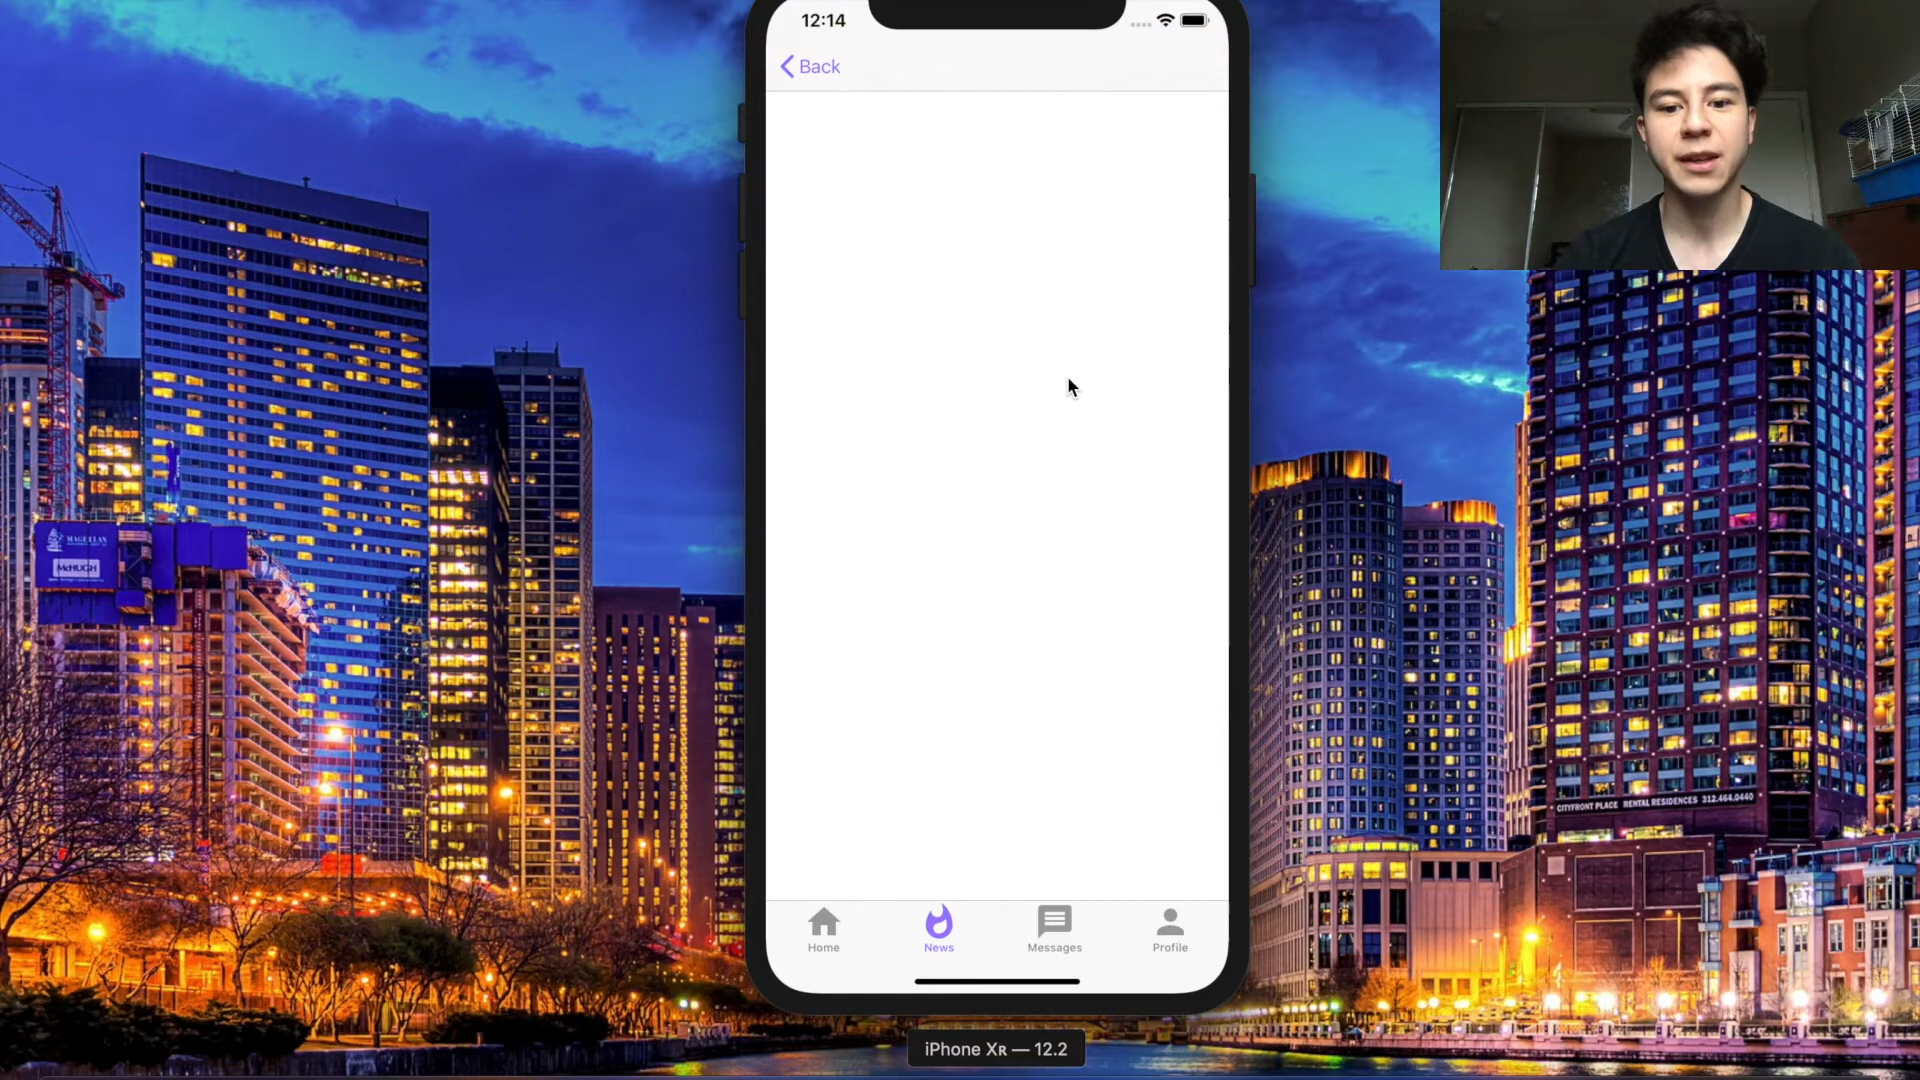 12:14
Back
MAGELLAN
McHUGH
CITYFRONT PLACE RENTAL RESIDENCES 312.464.0440
Home
News
Messages
Profile
iPhone XR — 12.2